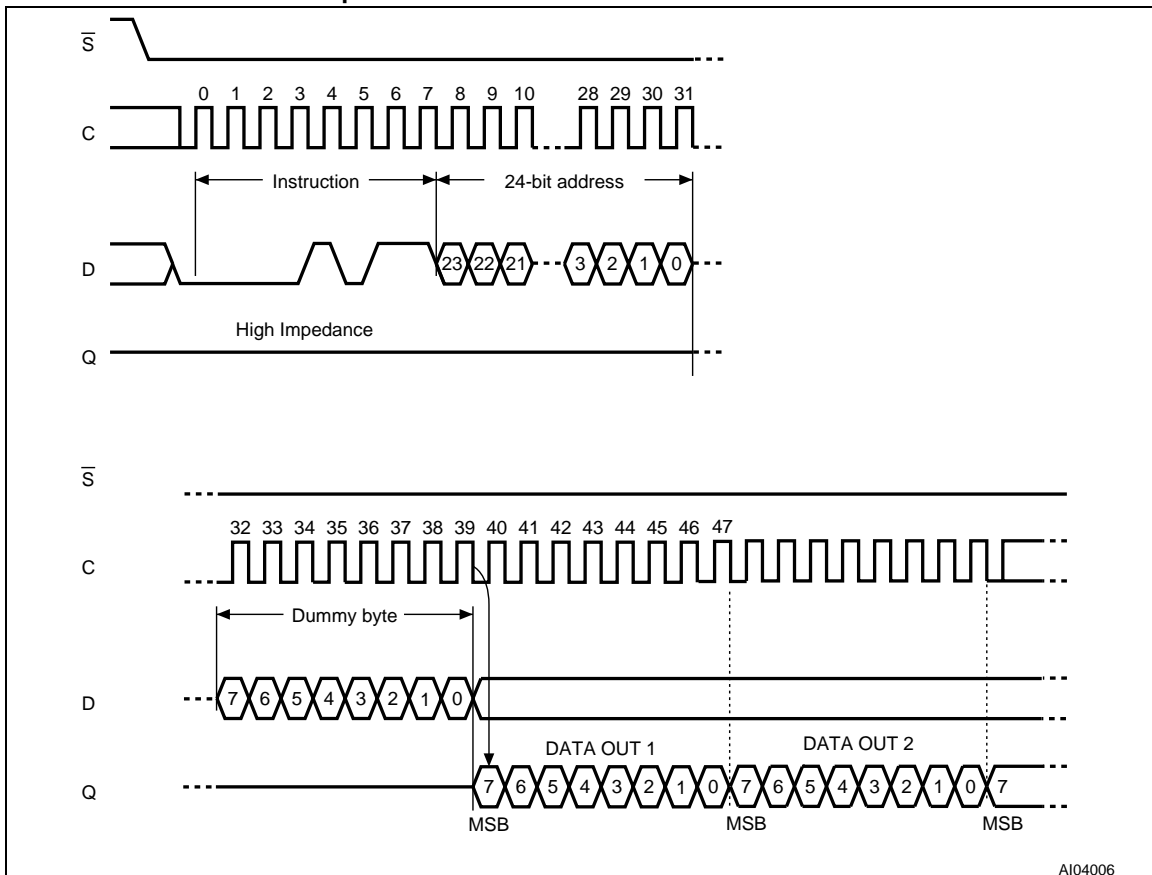 S
0 1 2 3 4 5 6 7 8 9 10 28 29 30 31
C
Instruction 24-bit address
D 23 22 21 3 2 1 0
High Impedance
Q
S
32 33 34 35 36 37 38 39 40 41 42 43 44 45 46 47
C
Dummy byte
D 7 6 5 4 3 2 1 0
DATA OUT 1 DATA OUT 2
Q 7 6 5 4 3 2 1 0 7 6 5 4 3 2 1 0 7
MSB MSB MSB
AI04006